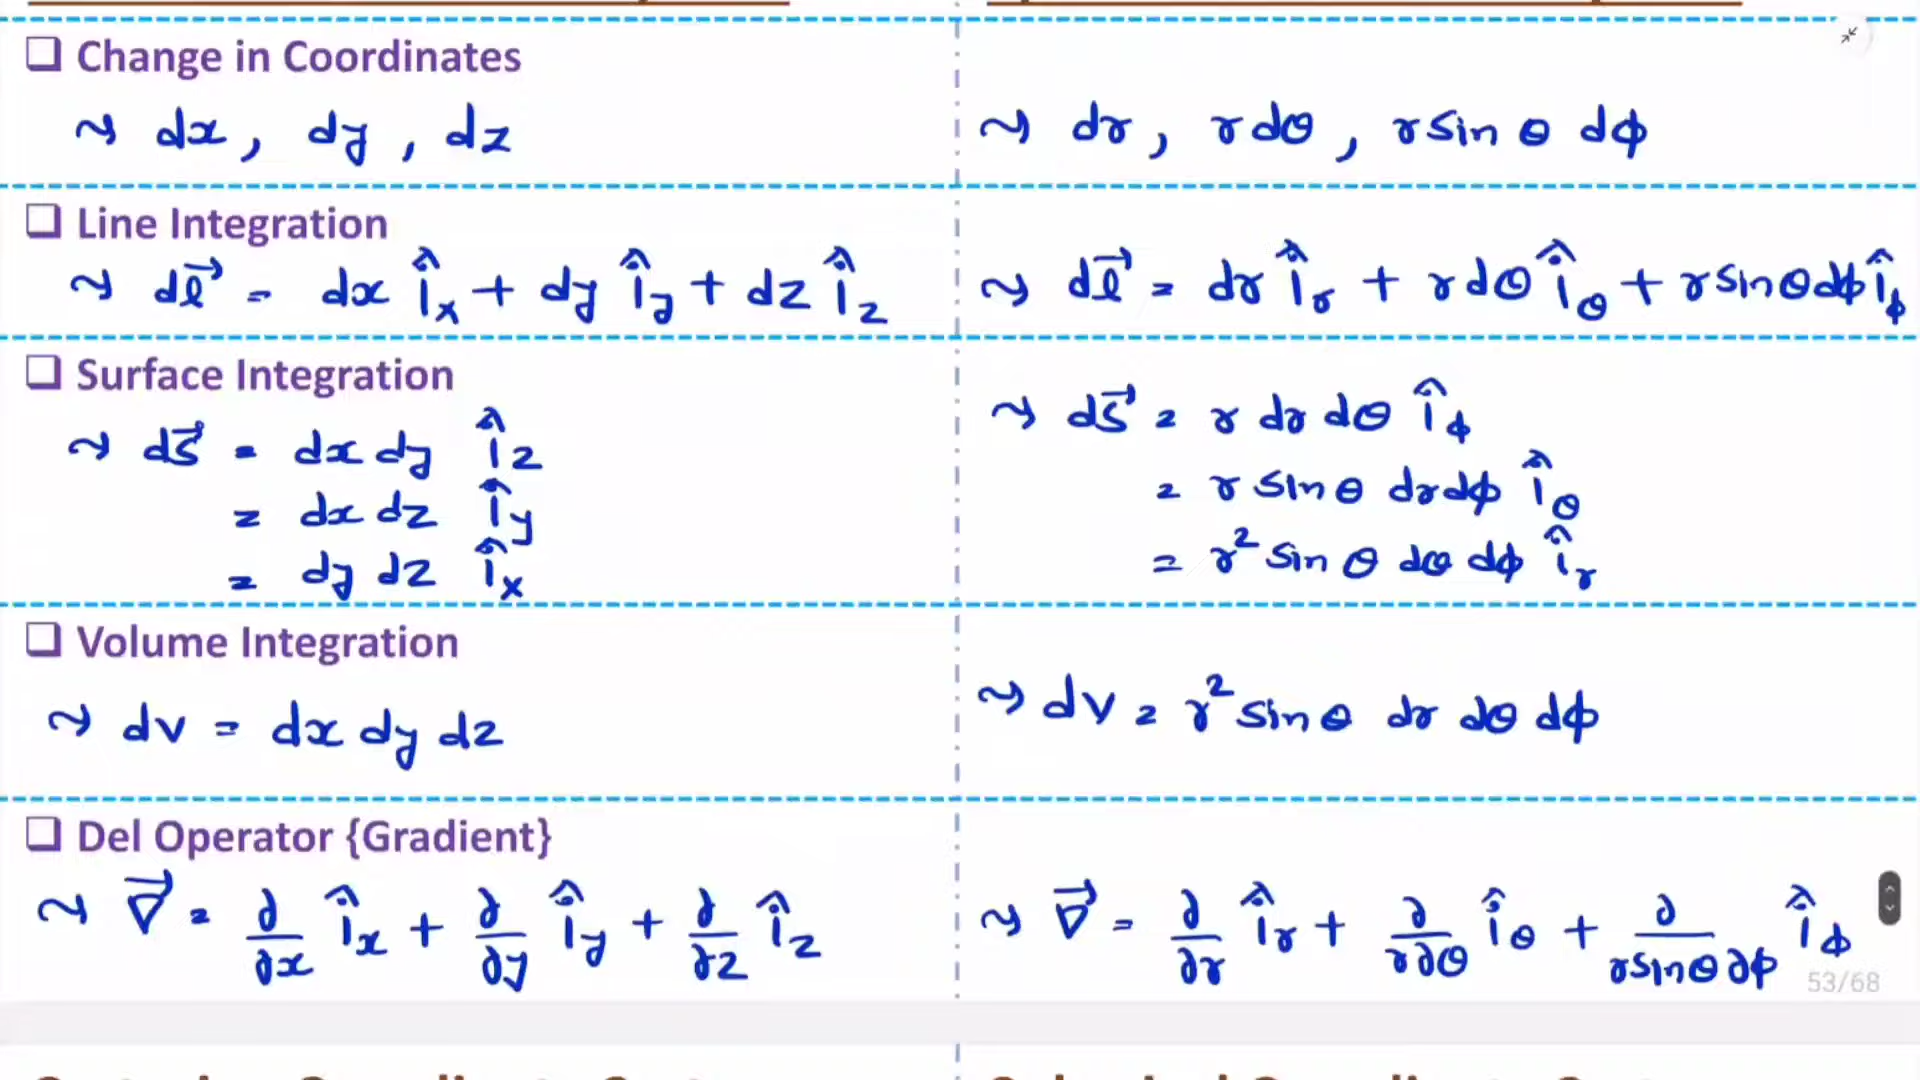 ❑ Change in Coordinates
⤳ dx, dy, dz
⤳ dr, rdθ, r sin θ dϕ
❑ Line Integration
⤳ dl⃗ = dx î_x + dy î_y + dz î_z
⤳ dl⃗ = dr î_r + r dθ î_θ + r sinθ dϕ î_ϕ
❑ Surface Integration
⤳ ds⃗ = dx dy î_z
= dx dz î_y
= dy dz î_x
⤳ ds⃗ = r dr dθ î_ϕ
= r sin θ dr dϕ î_θ
= r² sin θ dθ dϕ î_r
❑ Volume Integration
⤳ dv = dx dy dz
⤳ dv = r² sin θ dr dθ dϕ
❑ Del Operator {Gradient}
⤳ ∇⃗ = ∂/∂x î_x + ∂/∂y î_y + ∂/∂z î_z
⤳ ∇⃗ = ∂/∂r î_r + ∂/r∂θ î_θ + ∂/r sinθ ∂ϕ î_ϕ
53/68